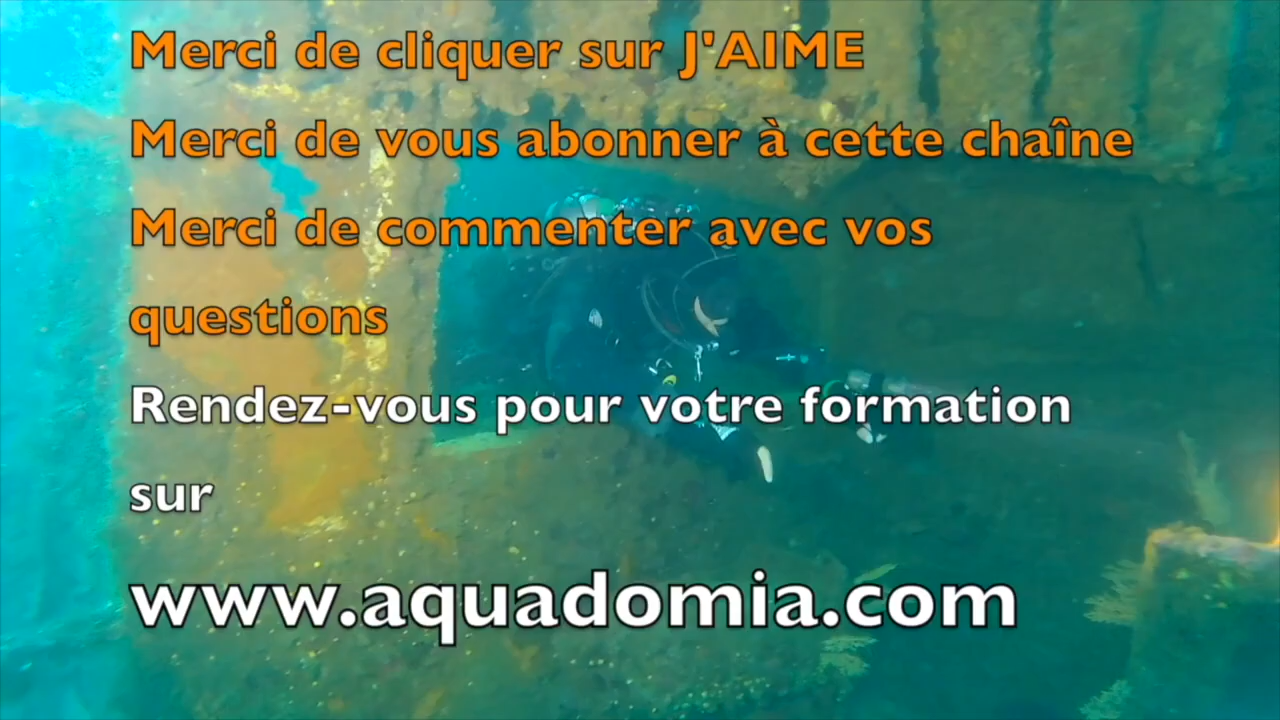 Merci de cliquer sur J'AIME
Merci de vous abonner à cette chaîne
Merci de commenter avec vos
questions
Rendez-vous pour votre formation
sur
www.aquadomia.com